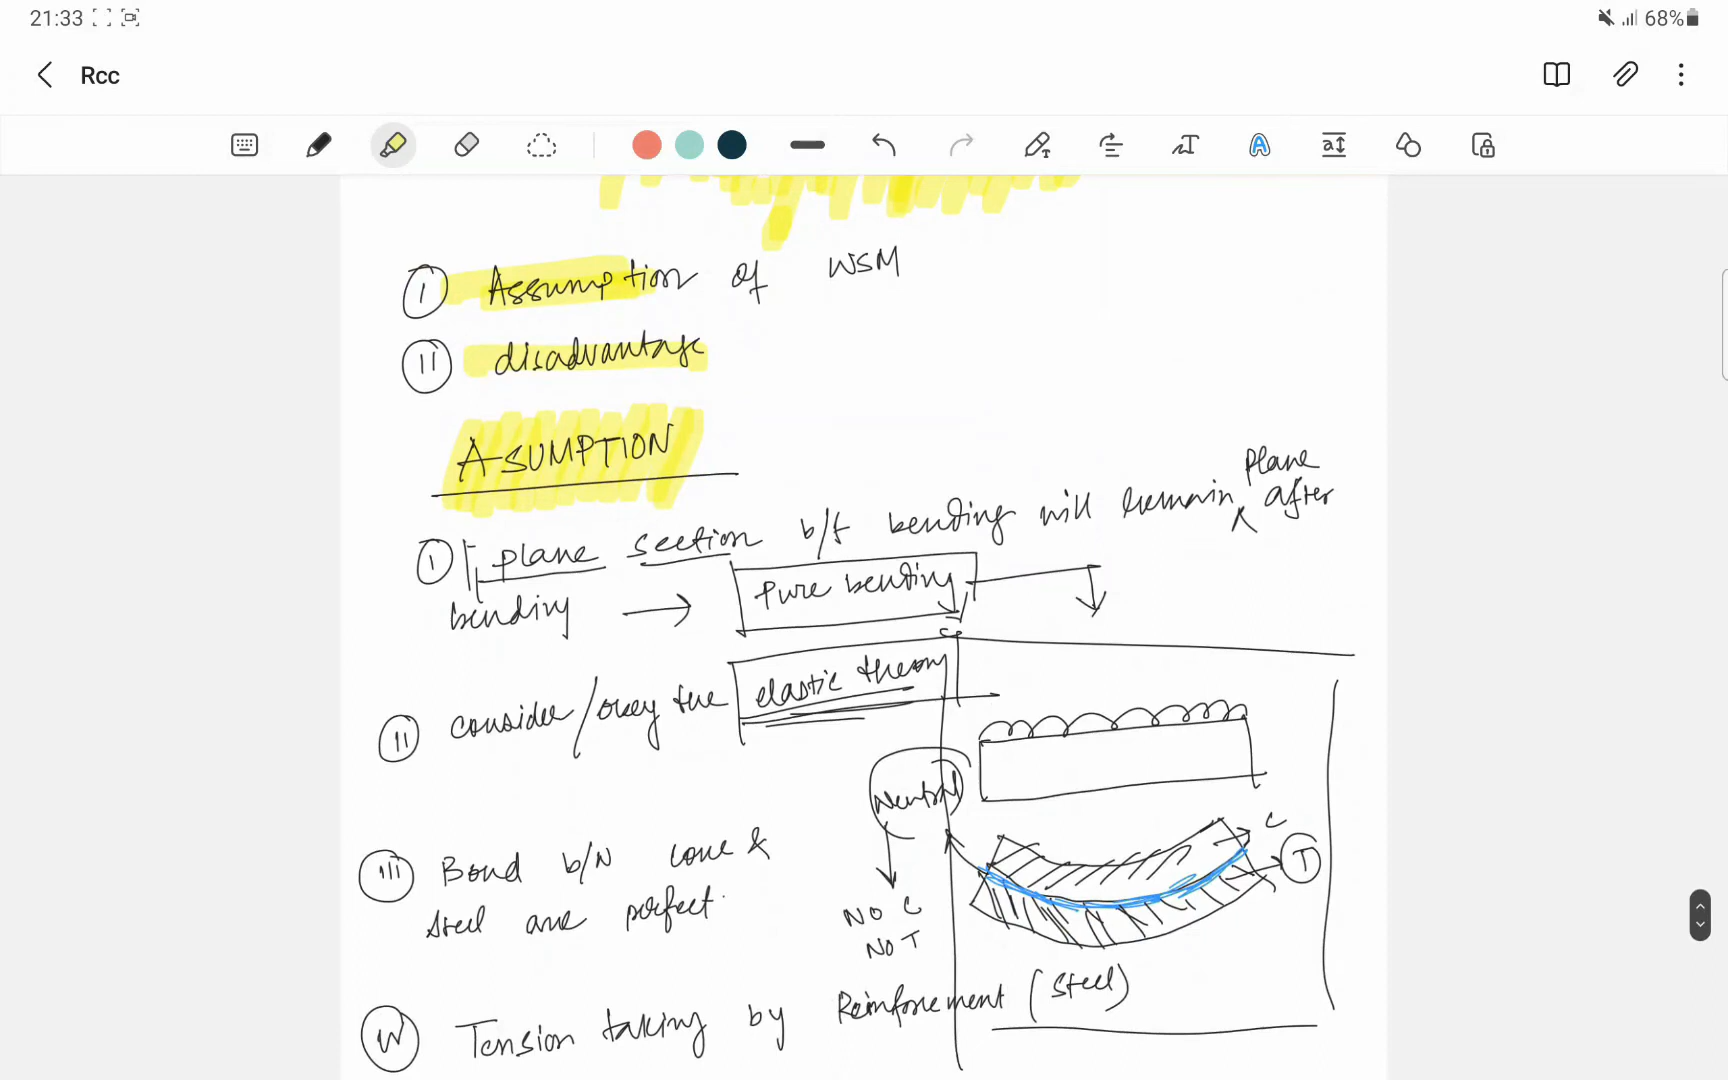 21:33
68%
Rcc
I Assumption of WSM
II disadvantage
ASUMPTION
I plane section b/f bending will remain plane after
bending → Pure bending
II consider/obey the elastic theory
Neutral
C
T
III Bond b/N conc &
steel are perfect.
NO C
NO T
IV Tension taking by Reinforement (steel)